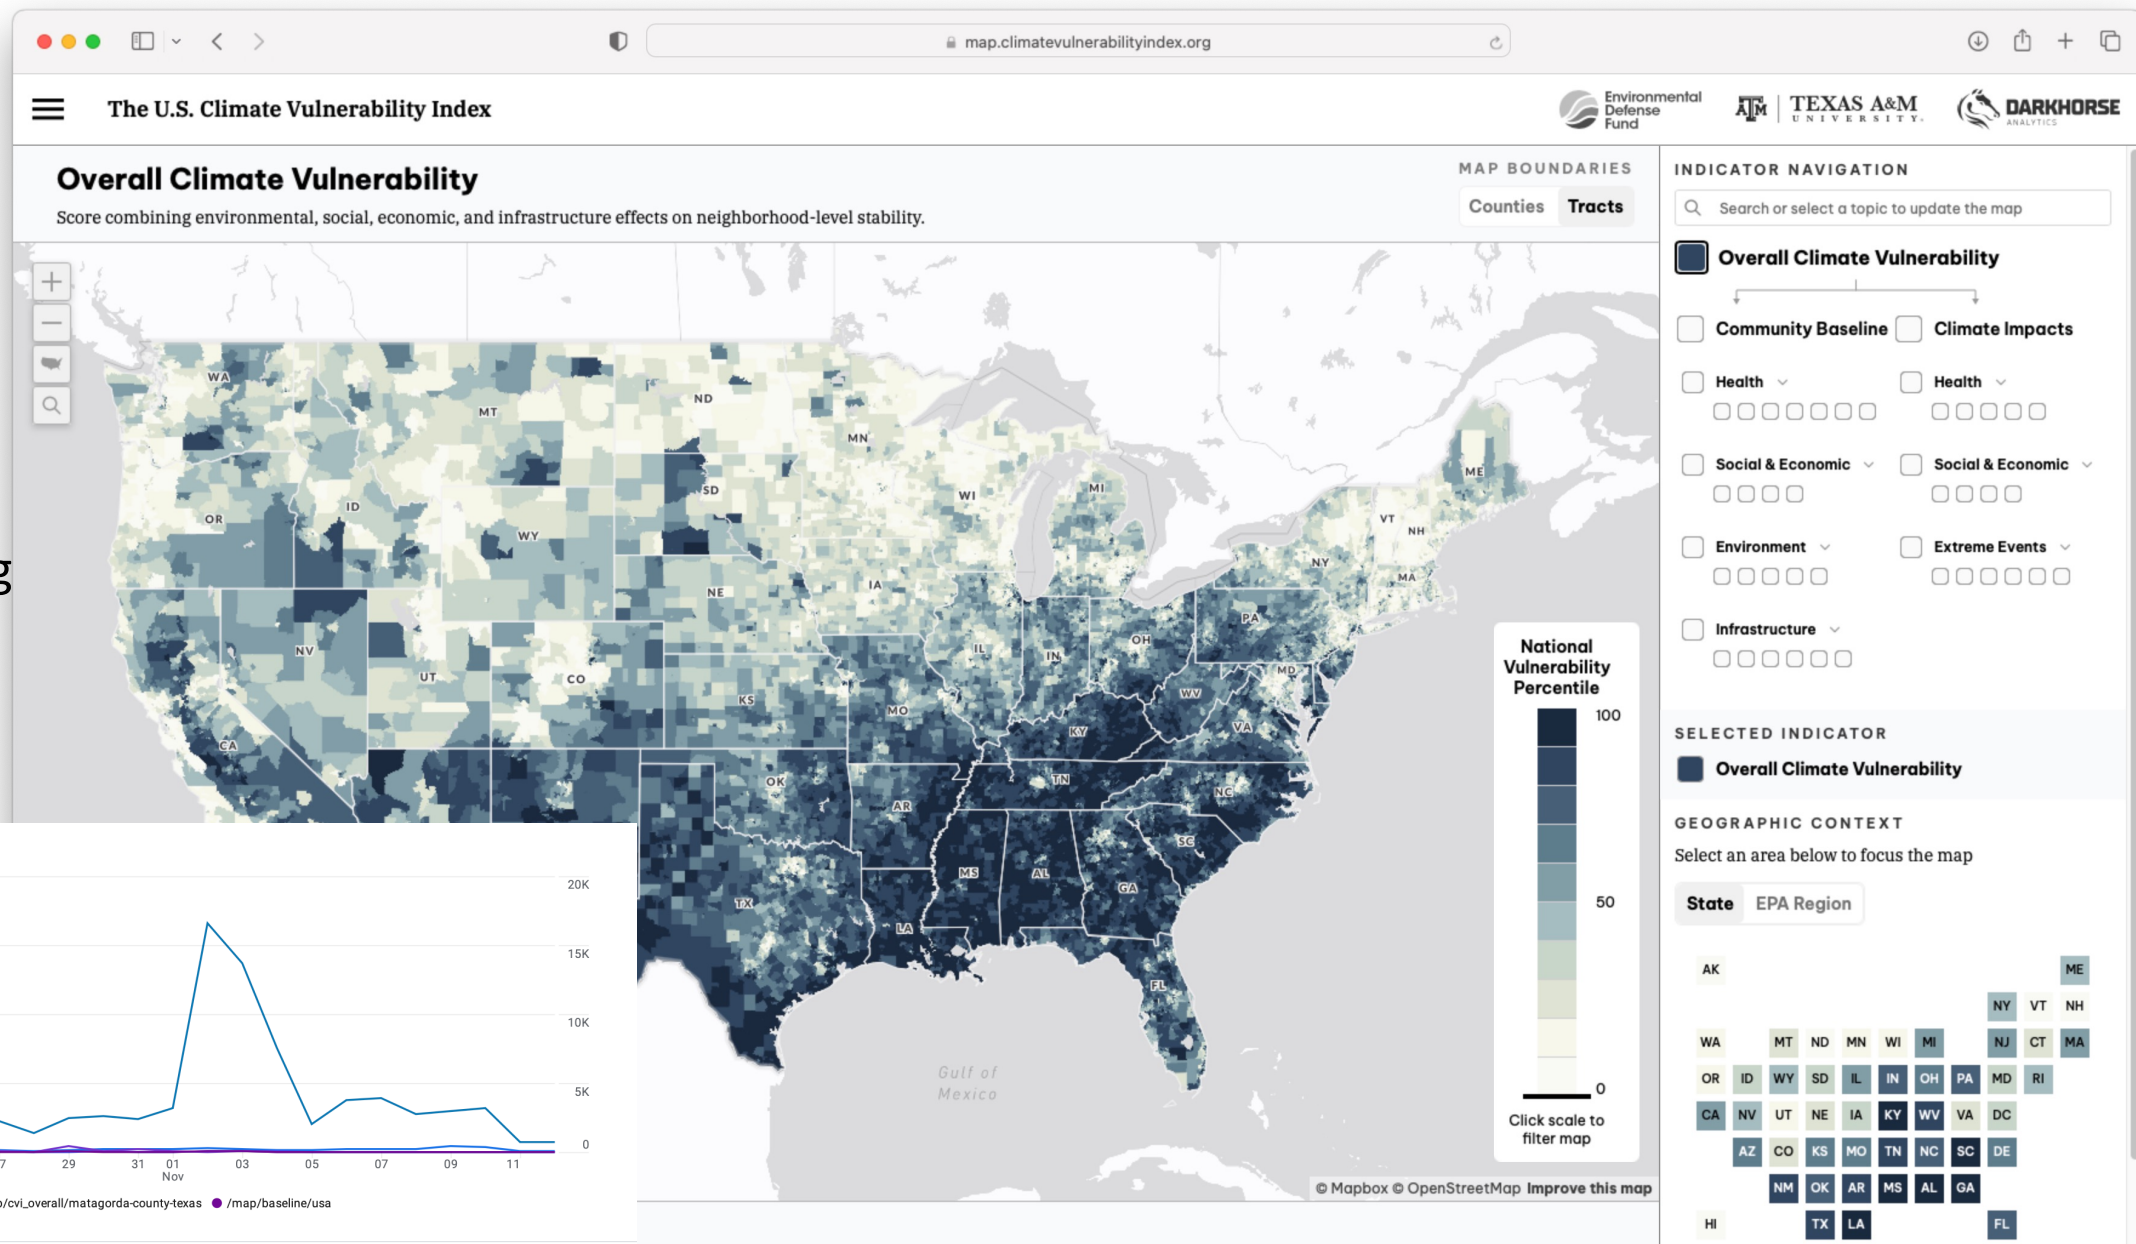 map.climatevulnerabilityindex.org
The U.S. Climate Vulnerability Index
Environmental
Defense
Fund
ATM
TEXAS A&M
UNIVERSITY.
DARKHORSE
ANALYTICS
Overall Climate Vulnerability
Score combining environmental, social, economic, and infrastructure effects on neighborhood-level stability.
MAP BOUNDARIES
Counties Tracts
WA
MT
ND
MN
OR
ID
WY
SD
WI
MI
ME
VT
NH
NY
MA
IA
NE
PA
NV
UT
CO
KS
IL
IN
OH
MD
MO
WV
VA
KY
CA
OK
AR
TN
NC
SC
MS
AL
GA
TX
LA
FL
Gulf of
Mexico
National
Vulnerability
Percentile
100
50
0
Click scale to
filter map
© Mapbox © OpenStreetMap Improve this map
g
20K
15K
10K
5K
0
7 29 31 01 03 05 07 09 11
Nov
/cvi_overall/matagorda-county-texas /map/baseline/usa
INDICATOR NAVIGATION
Search or select a topic to update the map
Overall Climate Vulnerability
Community Baseline Climate Impacts
Health Health
Social & Economic Social & Economic
Environment Extreme Events
Infrastructure
SELECTED INDICATOR
Overall Climate Vulnerability
GEOGRAPHIC CONTEXT
Select an area below to focus the map
State EPA Region
AK ME
NY VT NH
WA MT ND MN WI MI NJ CT MA
OR ID WY SD IL IN OH PA MD RI
CA NV UT NE IA KY WV VA DC
AZ CO KS MO TN NC SC DE
NM OK AR MS AL GA
HI TX LA FL